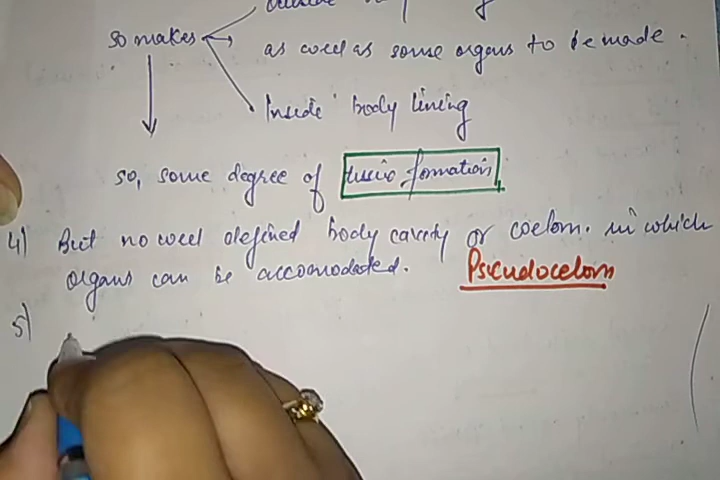 so makes
as well as some organs to be made.
Inside body lining
so, some degree of tissue formation
4) But no well defined body cavity or coelom. in which
organs can be accomodated. Pseudocelom
5)